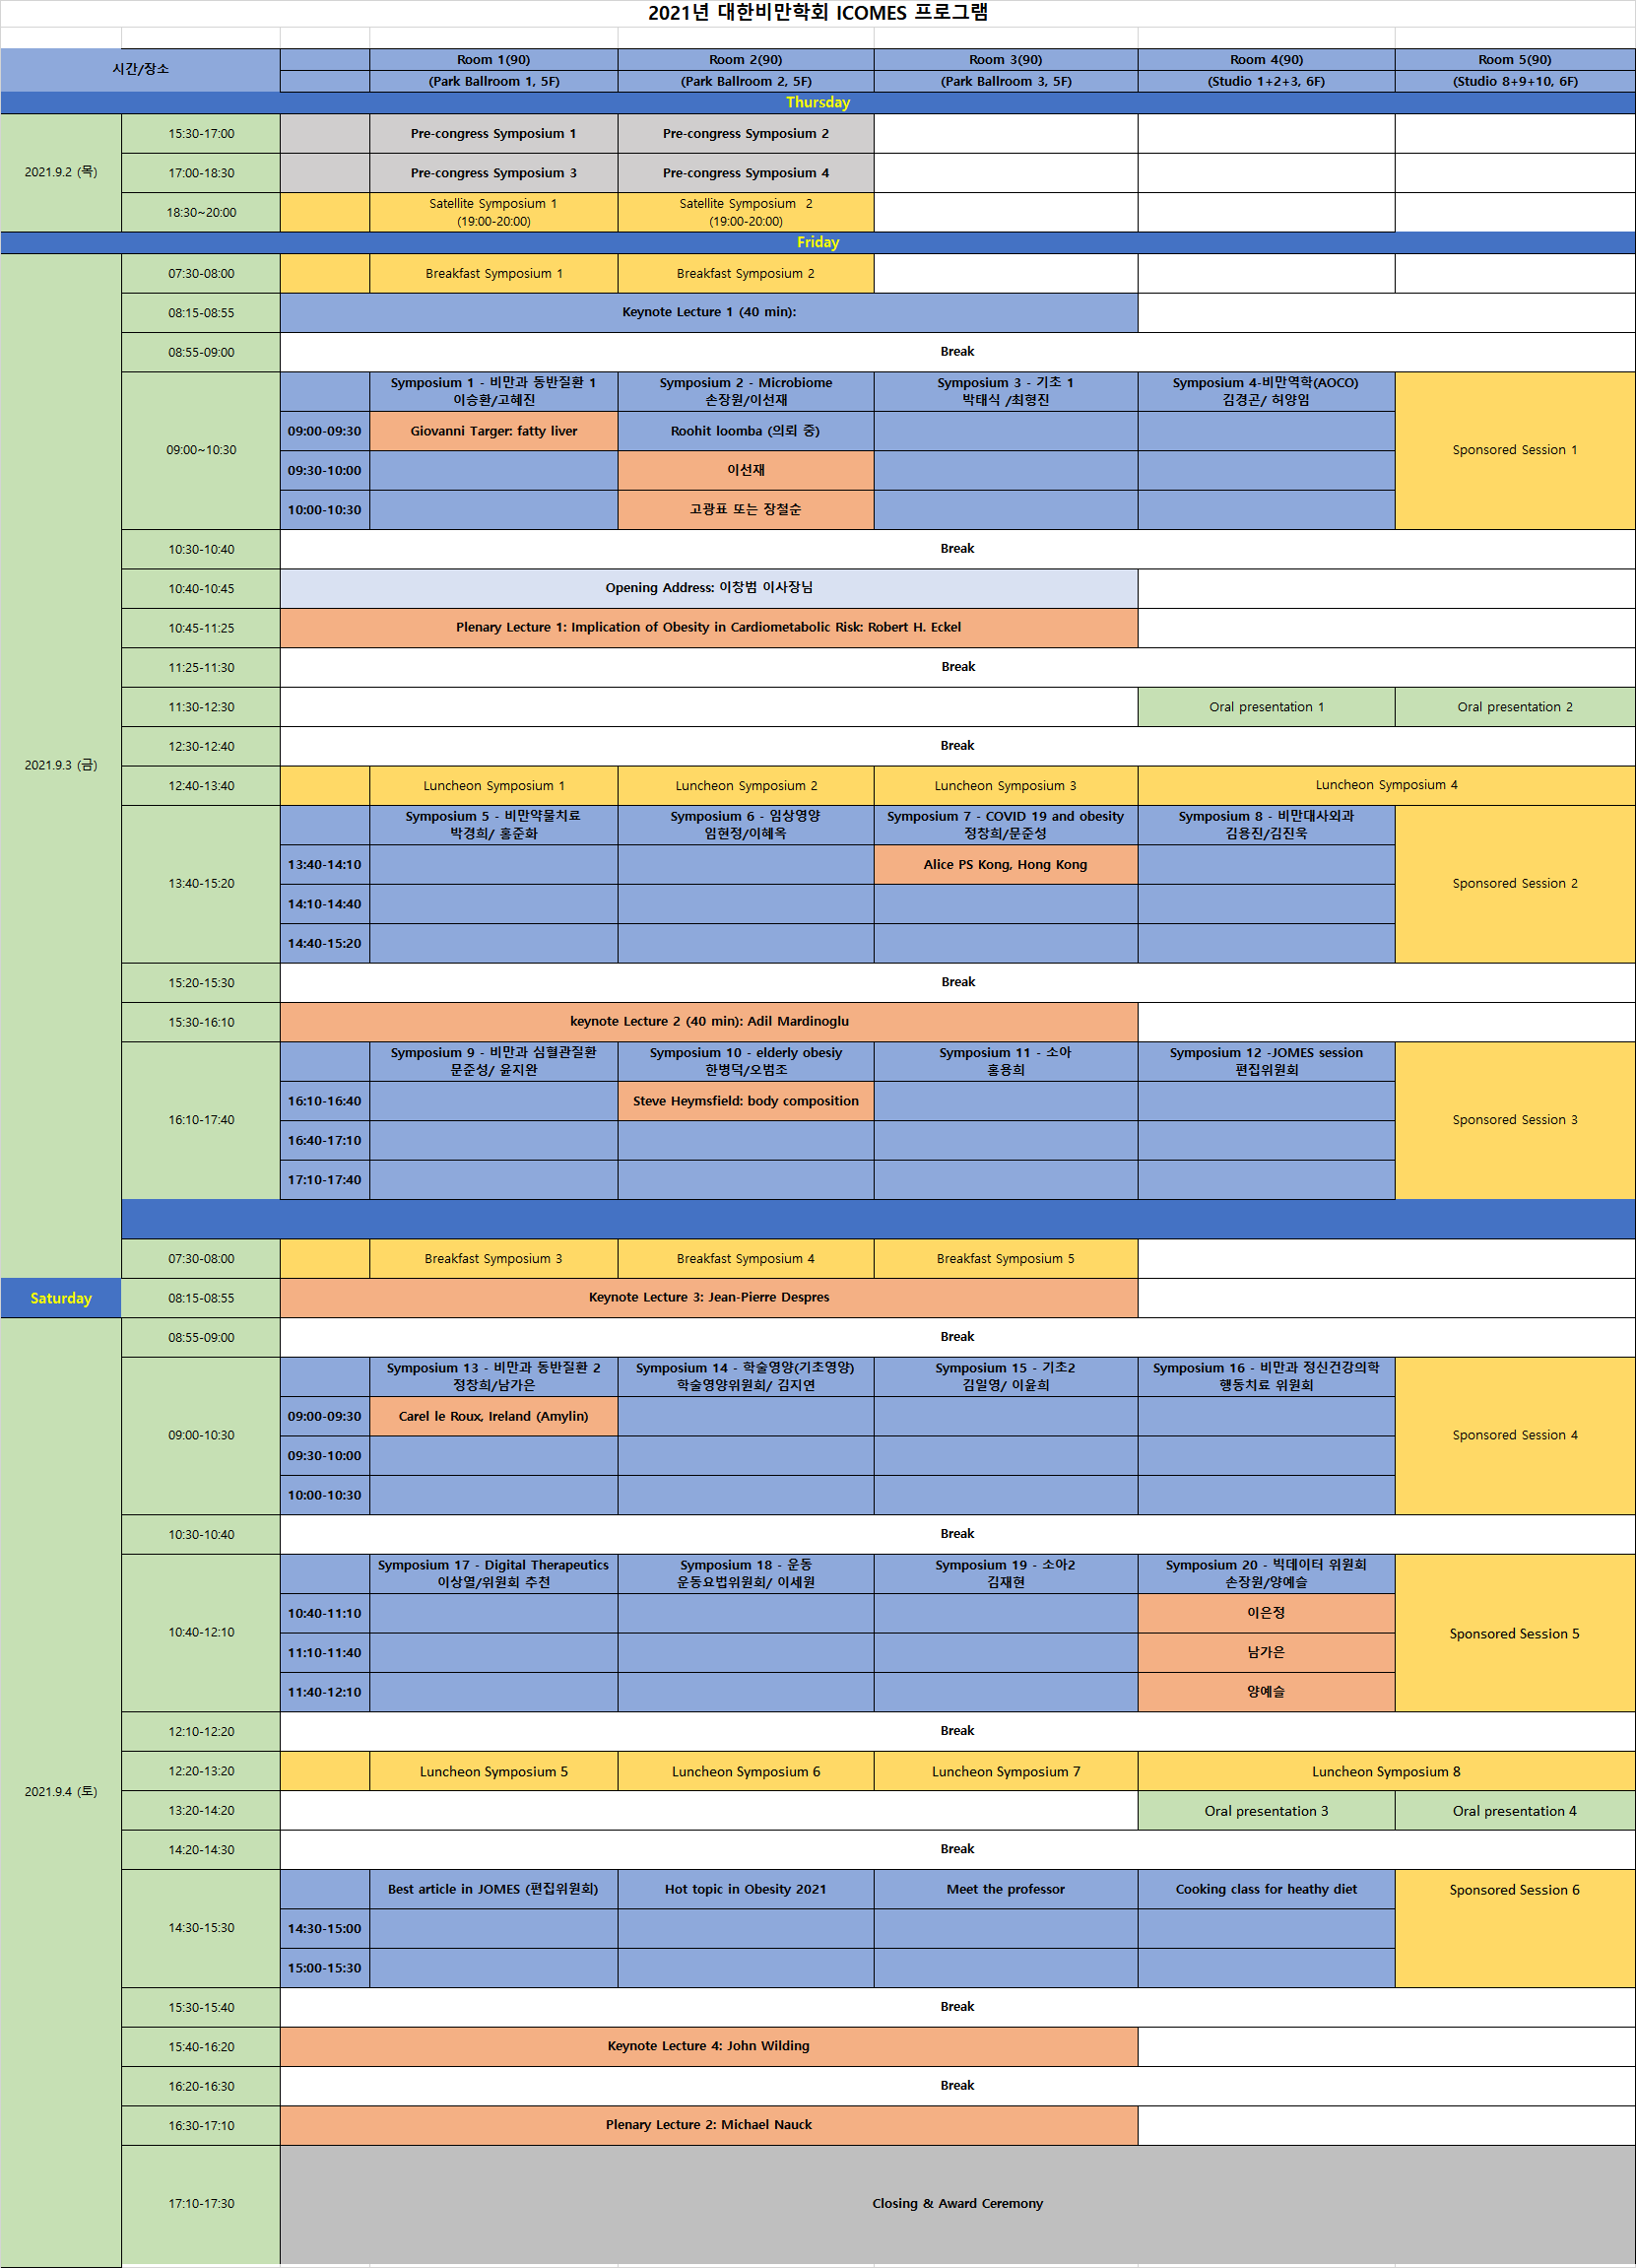 2021년 대한비만학회 ICOMES 프로그램
시간/장소
Room 1(90)
Room 2(90)
Room 3(90)
Room 4(90)
Room 5(90)
(Park Ballroom 1, 5F)
(Park Ballroom 2, 5F)
(Park Ballroom 3, 5F)
(Studio 1+2+3, 6F)
(Studio 8+9+10, 6F)
Thursday
2021.9.2 (목)
15:30-17:00
Pre-congress Symposium 1
Pre-congress Symposium 2
17:00-18:30
Pre-congress Symposium 3
Pre-congress Symposium 4
18:30~20:00
Satellite Symposium 1
(19:00-20:00)
Satellite Symposium 2
(19:00-20:00)
Friday
2021.9.3 (금)
07:30-08:00
Breakfast Symposium 1
Breakfast Symposium 2
08:15-08:55
Keynote Lecture 1 (40 min):
08:55-09:00
Break
09:00~10:30
Symposium 1 - 비만과 동반질환 1
이승환/고혜진
Symposium 2 - Microbiome
손장원/이선재
Symposium 3 - 기초 1
박태식 /최형진
Symposium 4-비만역학(AOCO)
김경곤/ 허양임
Sponsored Session 1
09:00-09:30
Giovanni Targer: fatty liver
Roohit loomba (의뢰 중)
09:30-10:00
이선재
10:00-10:30
고광표 또는 장철순
10:30-10:40
Break
10:40-10:45
Opening Address: 이창범 이사장님
10:45-11:25
Plenary Lecture 1: Implication of Obesity in Cardiometabolic Risk: Robert H. Eckel
11:25-11:30
Break
11:30-12:30
Oral presentation 1
Oral presentation 2
12:30-12:40
Break
12:40-13:40
Luncheon Symposium 1
Luncheon Symposium 2
Luncheon Symposium 3
Luncheon Symposium 4
13:40-15:20
Symposium 5 - 비만약물치료
박경희/ 홍준화
Symposium 6 - 임상영양
임현정/이혜옥
Symposium 7 - COVID 19 and obesity
정창희/문준성
Symposium 8 - 비만대사외과
김용진/김진욱
Sponsored Session 2
13:40-14:10
Alice PS Kong, Hong Kong
14:10-14:40
14:40-15:20
15:20-15:30
Break
15:30-16:10
keynote Lecture 2 (40 min): Adil Mardinoglu
16:10-17:40
Symposium 9 - 비만과 심혈관질환
문준성/ 윤지완
Symposium 10 - elderly obesiy
한병덕/오범조
Symposium 11 - 소아
홍용희
Symposium 12 -JOMES session
편집위원회
Sponsored Session 3
16:10-16:40
Steve Heymsfield: body composition
16:40-17:10
17:10-17:40
07:30-08:00
Breakfast Symposium 3
Breakfast Symposium 4
Breakfast Symposium 5
Saturday
08:15-08:55
Keynote Lecture 3: Jean-Pierre Despres
2021.9.4 (토)
08:55-09:00
Break
09:00-10:30
Symposium 13 - 비만과 동반질환 2
정창희/남가은
Symposium 14 - 학술영양(기초영양)
학술영양위원회/ 김지연
Symposium 15 - 기초2
김일영/ 이윤희
Symposium 16 - 비만과 정신건강의학
행동치료 위원회
Sponsored Session 4
09:00-09:30
Carel le Roux, Ireland (Amylin)
09:30-10:00
10:00-10:30
10:30-10:40
Break
10:40-12:10
Symposium 17 - Digital Therapeutics
이상열/위원회 추천
Symposium 18 - 운동
운동요법위원회/ 이세원
Symposium 19 - 소아2
김재현
Symposium 20 - 빅데이터 위원회
손장원/양예슬
Sponsored Session 5
10:40-11:10
이은정
11:10-11:40
남가은
11:40-12:10
양예슬
12:10-12:20
Break
12:20-13:20
Luncheon Symposium 5
Luncheon Symposium 6
Luncheon Symposium 7
Luncheon Symposium 8
13:20-14:20
Oral presentation 3
Oral presentation 4
14:20-14:30
Break
14:30-15:30
Best article in JOMES (편집위원회)
Hot topic in Obesity 2021
Meet the professor
Cooking class for heathy diet
Sponsored Session 6
14:30-15:00
15:00-15:30
15:30-15:40
Break
15:40-16:20
Keynote Lecture 4: John Wilding
16:20-16:30
Break
16:30-17:10
Plenary Lecture 2: Michael Nauck
17:10-17:30
Closing & Award Ceremony